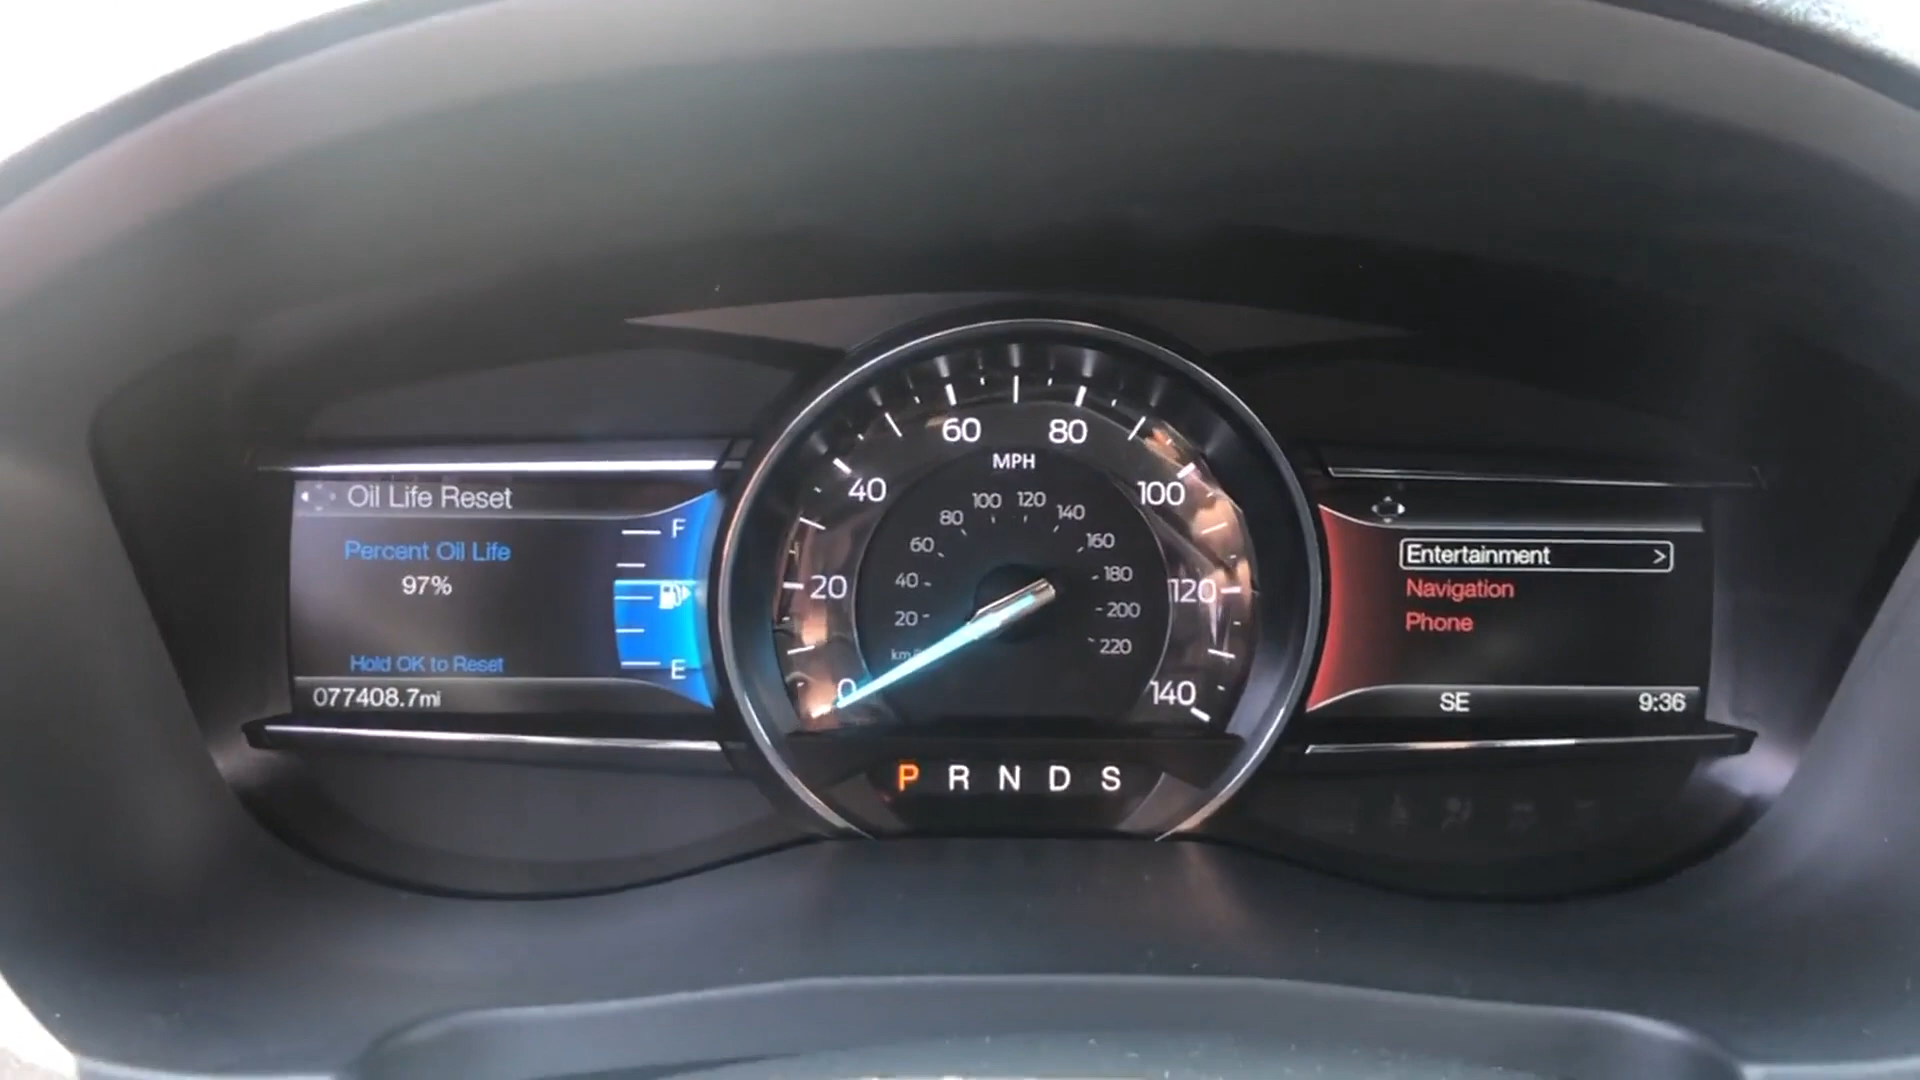 Oil Life Reset
Percent Oil Life
97%
Hold OK to Reset
077408.7mi
F
E
0
20
40
60
80
100
120
140
MPH
20
40
60
80
100
120
140
160
180
200
220
P R N D S
Entertainment >
Navigation
Phone
SE
9:36